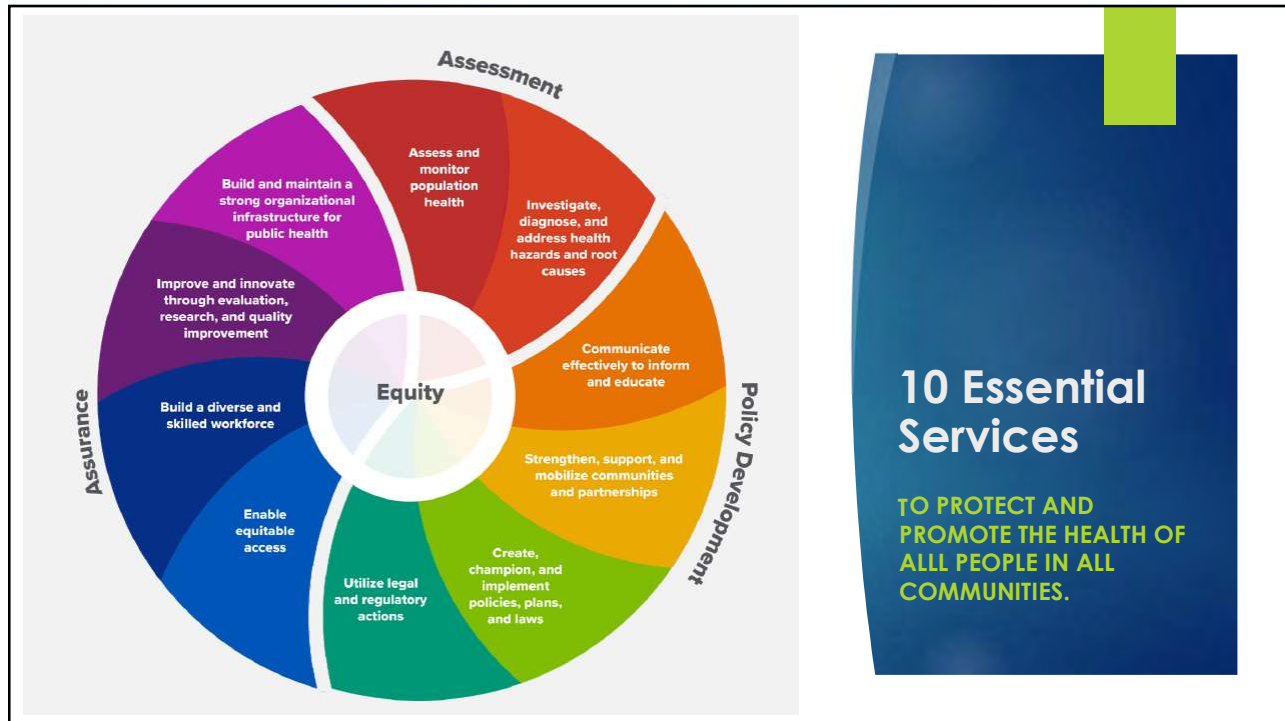 Assessment
Assess and
monitor
population
health
Investigate,
diagnose, and
address health
hazards and root
causes
Communicate
effectively to inform
and educate
Strengthen, support, and
mobilize communities
and partnerships
Create,
champion, and
implement
policies, plans,
and laws
Utilize legal
and regulatory
actions
Enable
equitable
access
Build a diverse and
skilled workforce
Improve and innovate
through evaluation,
research, and quality
improvement
Build and maintain a
strong organizational
infrastructure for
public health
Equity
Policy Development
Assurance
10 Essential
Services
TO PROTECT AND
PROMOTE THE HEALTH OF
ALLL PEOPLE IN ALL
COMMUNITIES.